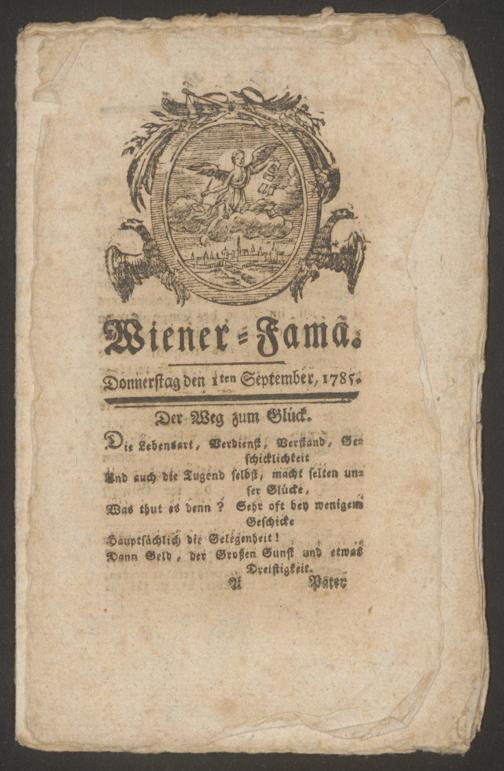 Wiener-Fama.
Donnerstag den 1ten September, 1785.
Der Weg zum Glück.
Die Lebensart, Verdienst, Verstand, Ge-
schicklichkeit
Und auch die Tugend selbst, macht selten un-
ser Glücke,
Was thut es denn? Sehr oft bey wenigem
Geschicke
Hauptsächlich die Gelegenheit!
Dann Geld, der Großen Gunst und etwas
Dreistigkeit.
A Päter